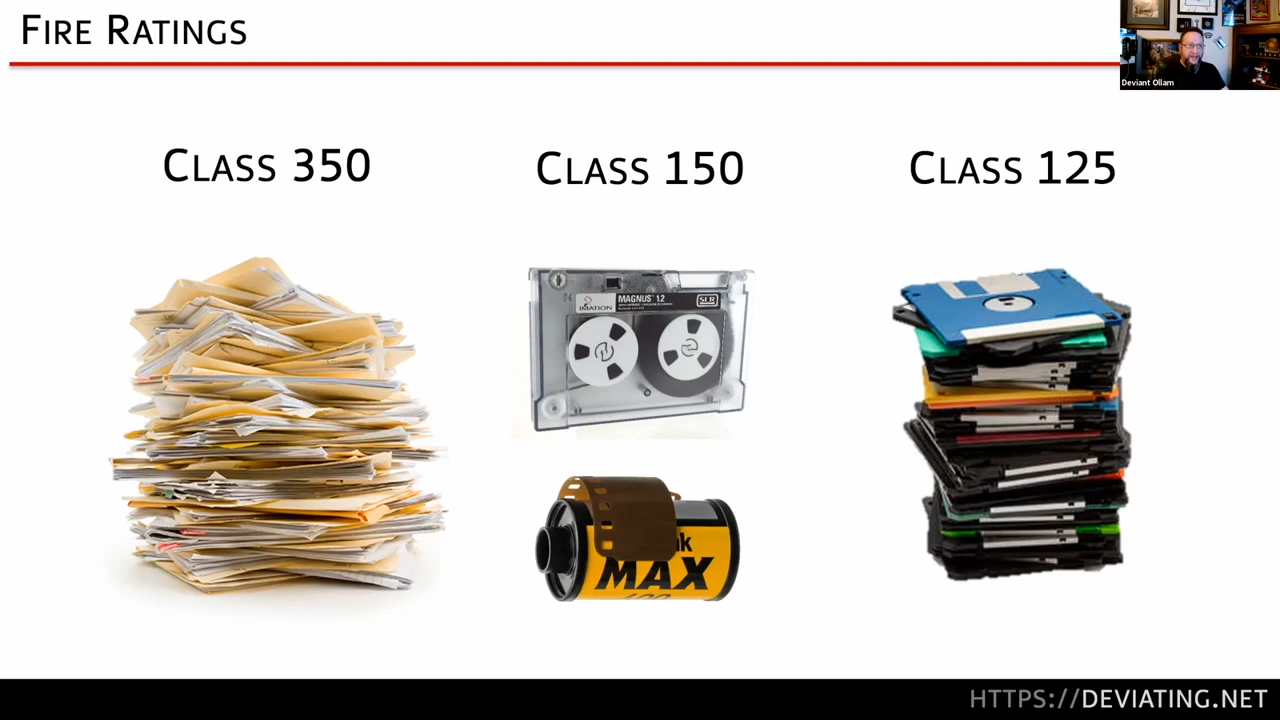 FIRE RATINGS
Deviant Ollam
CLASS 350
CLASS 150
CLASS 125
IMATION
MAGNUS 1.2
SLR
MAX
HTTPS://DEVIATING.NET